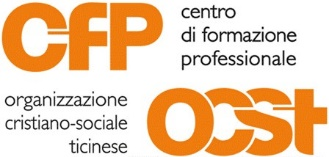 CFP
centro
di formazione
professionale
organizzazione
cristiano-sociale
ticinese
OCST